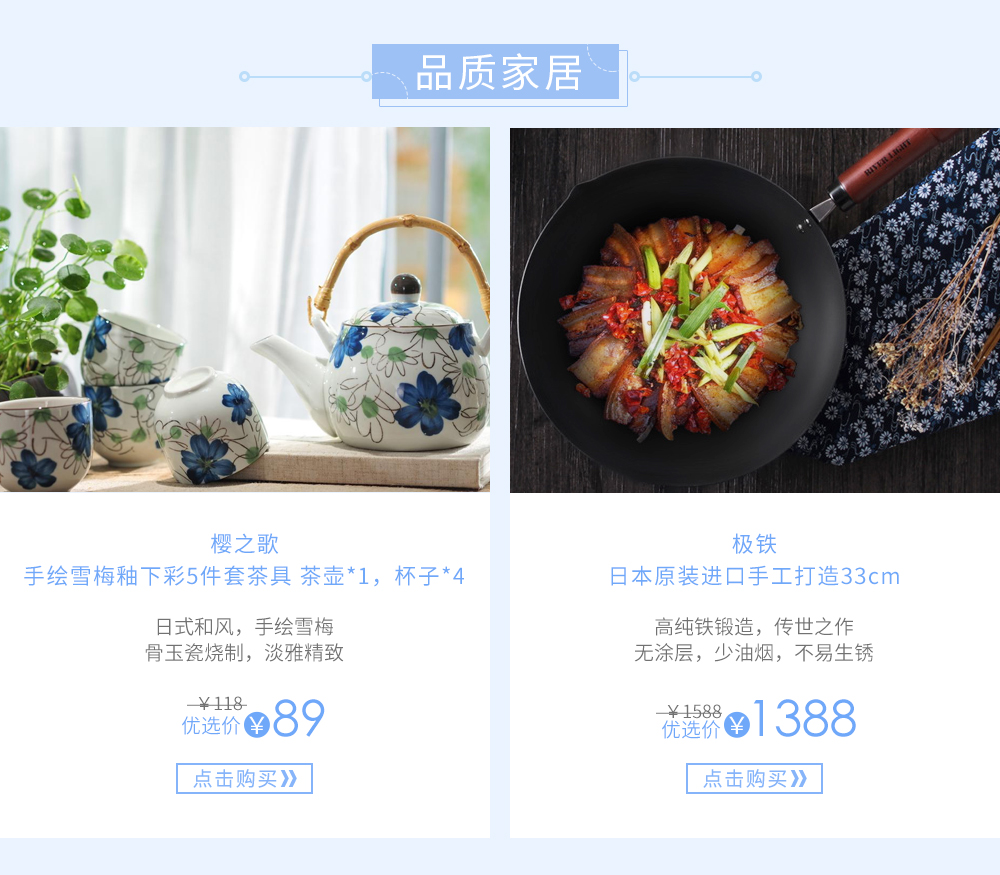 品质家居
RIVER LIGHT
樱之歌
手绘雪梅釉下彩5件套茶具 茶壶*1，杯子*4
日式和风，手绘雪梅
骨玉瓷烧制，淡雅精致
￥118
优选价￥89
点击购买
极铁
日本原装进口手工打造33cm
高纯铁锻造，传世之作
无涂层，少油烟，不易生锈
￥1588
优选价￥1388
点击购买